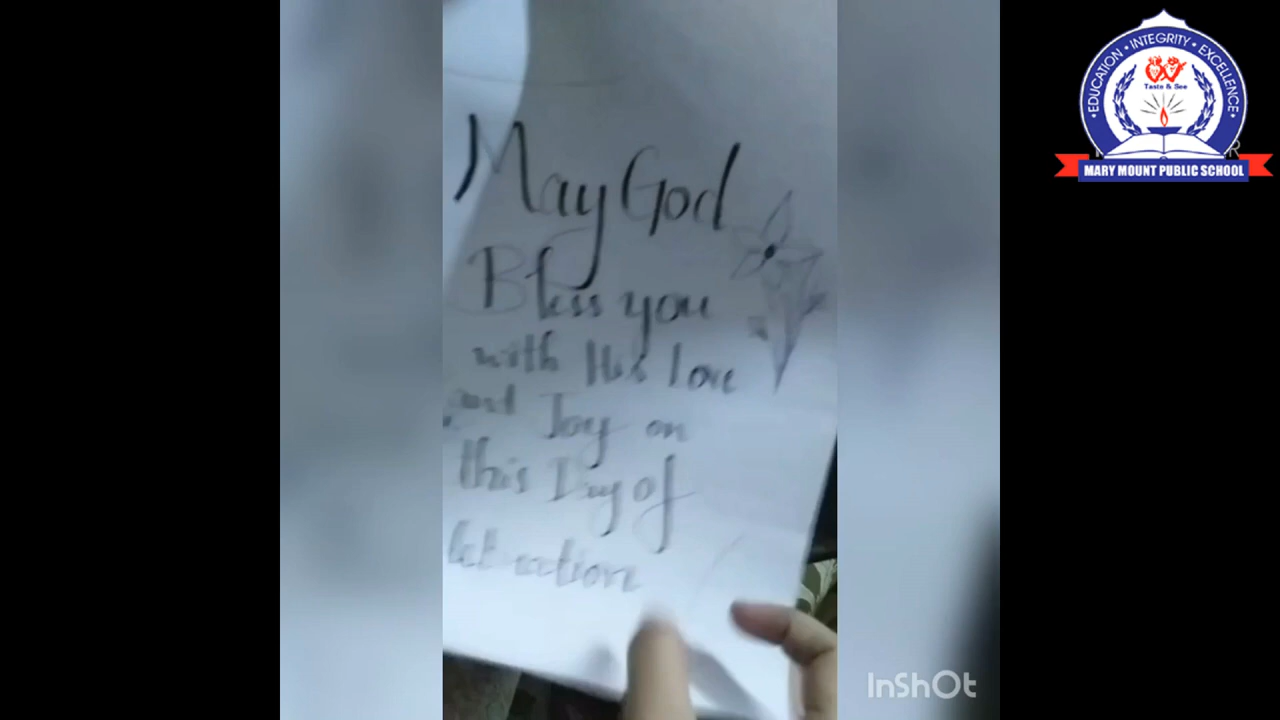 May God
Bless you
with His Love
and Joy on
this Day of
EDUCATION • INTEGRITY • EXCELLENCE
Taste & See
MARY MOUNT PUBLIC SCHOOL
InShOt